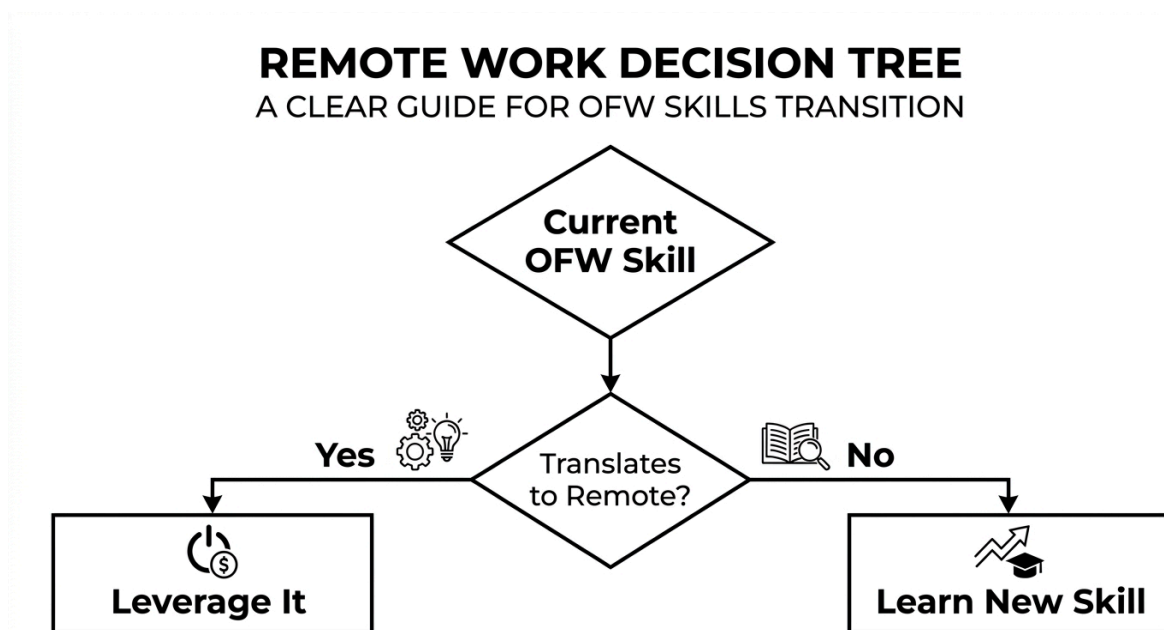 REMOTE WORK DECISION TREE
A CLEAR GUIDE FOR OFW SKILLS TRANSITION
Current
OFW Skill
Yes
No
Translates
to Remote?
$
Leverage It
Learn New Skill